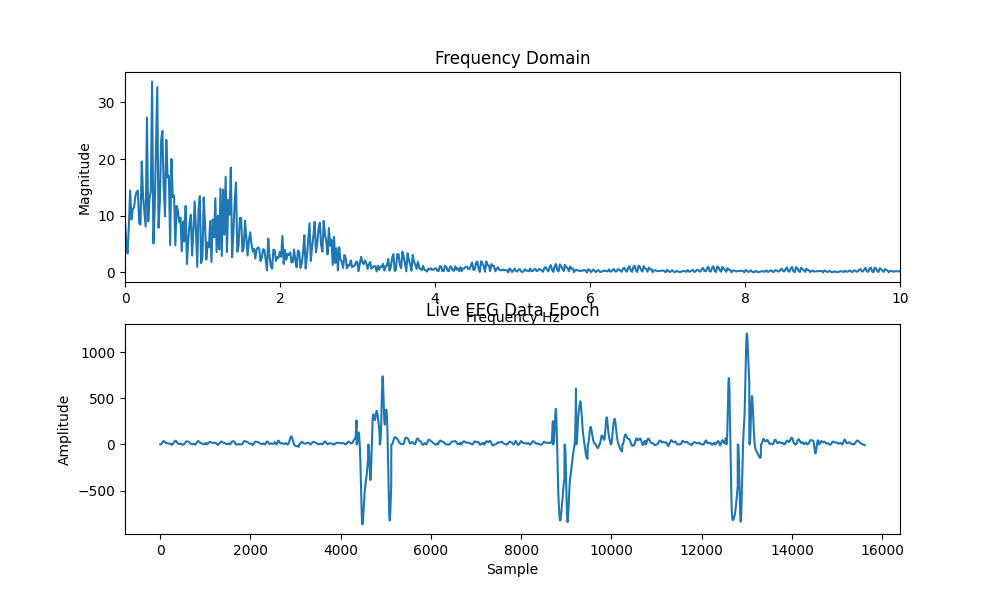 Frequency Domain
Magnitude
30
20
10
0
0 2 4 6 8 10
Frequency Hz
Live EEG Data Epoch
Amplitude
1000
500
0
−500
0 2000 4000 6000 8000 10000 12000 14000 16000
Sample